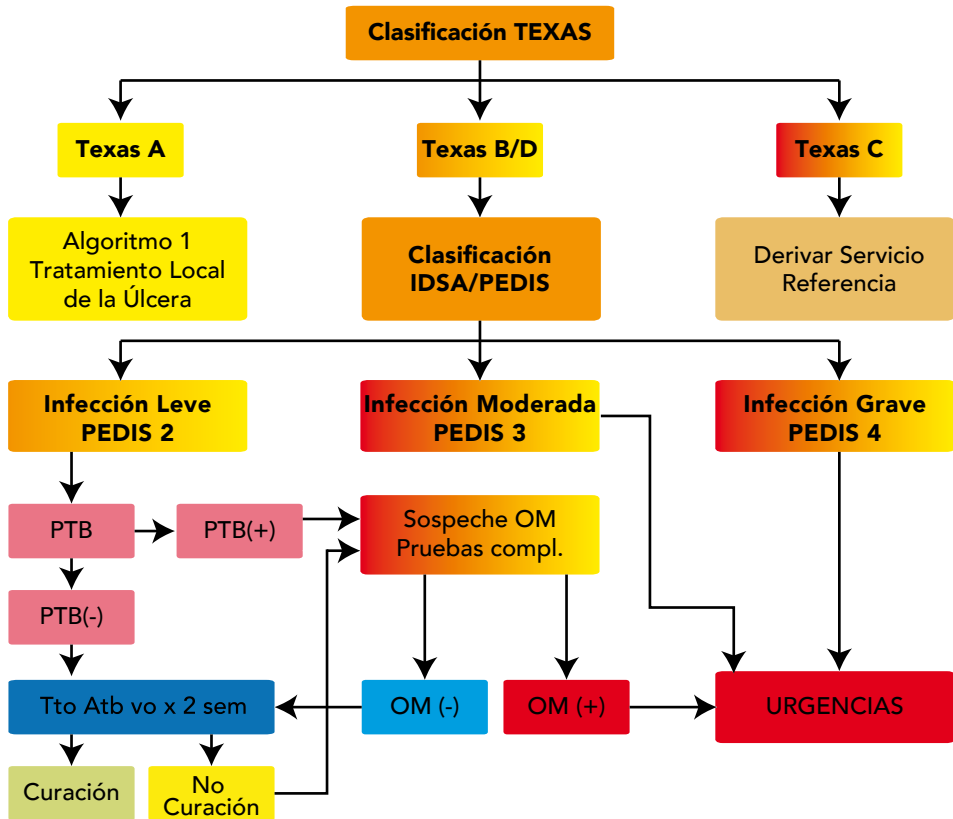 Clasificación TEXAS
Texas A
Texas B/D
Texas C
Algoritmo 1
Tratamiento Local
de la Úlcera
Clasificación
IDSA/PEDIS
Derivar Servicio
Referencia
Infección Leve
PEDIS 2
Infección Moderada
PEDIS 3
Infección Grave
PEDIS 4
PTB
PTB(+)
Sospeche OM
Pruebas compl.
PTB(-)
Tto Atb vo x 2 sem
OM (-)
OM (+)
URGENCIAS
Curación
No
Curación